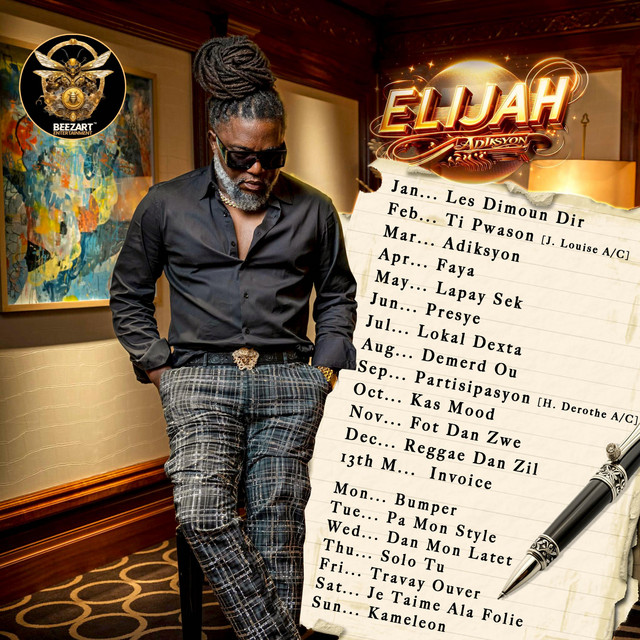 BEEZART
ENTERTAINMENT
ELIJAH
ADIKSYON
Jan... Les Dimoun Dir
Feb... Ti Pwason [J. Louise A/C]
Mar... Adiksyon
Apr... Faya
May... Lapay Sek
Jun... Presye
Jul... Lokal Dexta
Aug... Demerd Ou
Sep... Partisipasyon [H. Derothe A/C]
Oct... Kas Mood
Nov... Fot Dan Zwe
Dec... Reggae Dan Zil
13th M... Invoice
Mon... Bumper
Tue... Pa Mon Style
Wed... Dan Mon Latet
Thu... Solo Tu
Fri... Travay Ouver
Sat... Je Taime Ala Folie
Sun... Kameleon